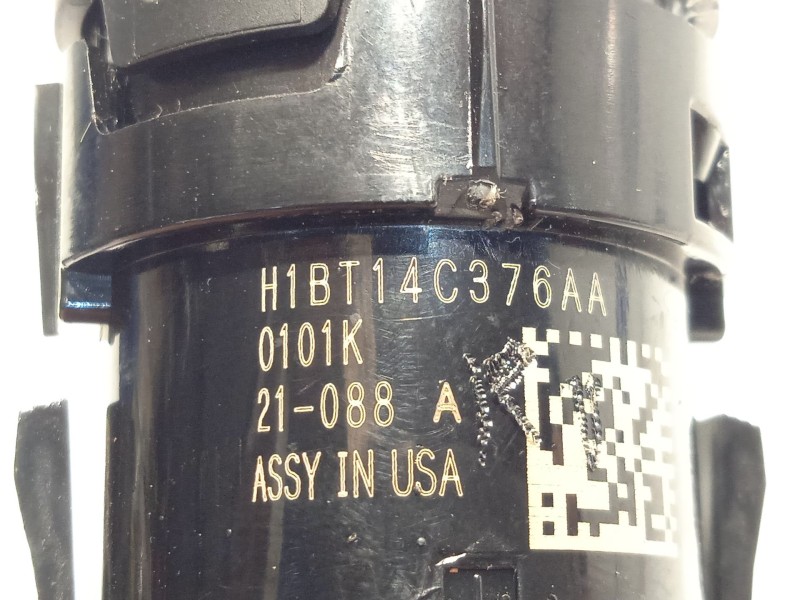 H1BT14C376AA
0101K
21-088 A
ASSY IN USA